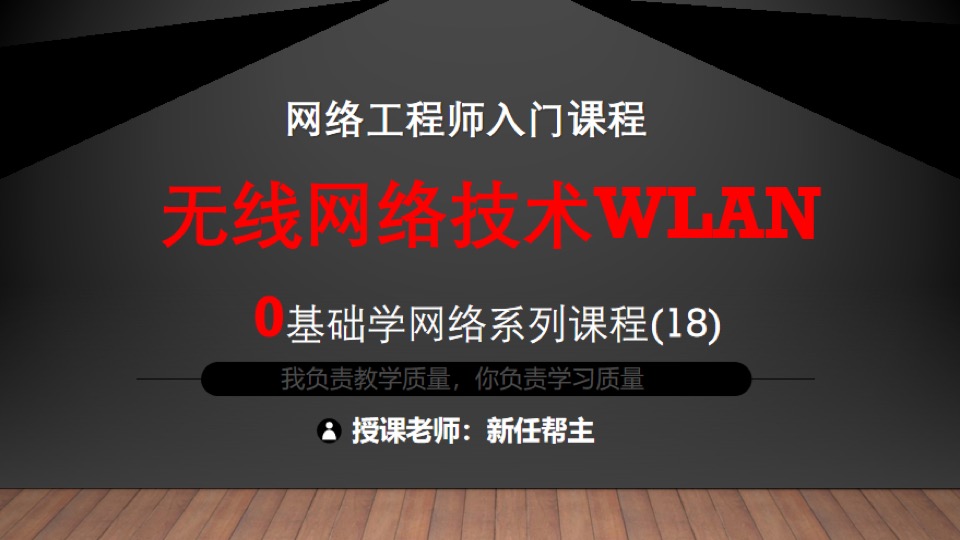 网络工程师入门课程
无线网络技术WLAN
0基础学网络系列课程(18)
我负责教学质量，你负责学习质量
授课老师：新任帮主